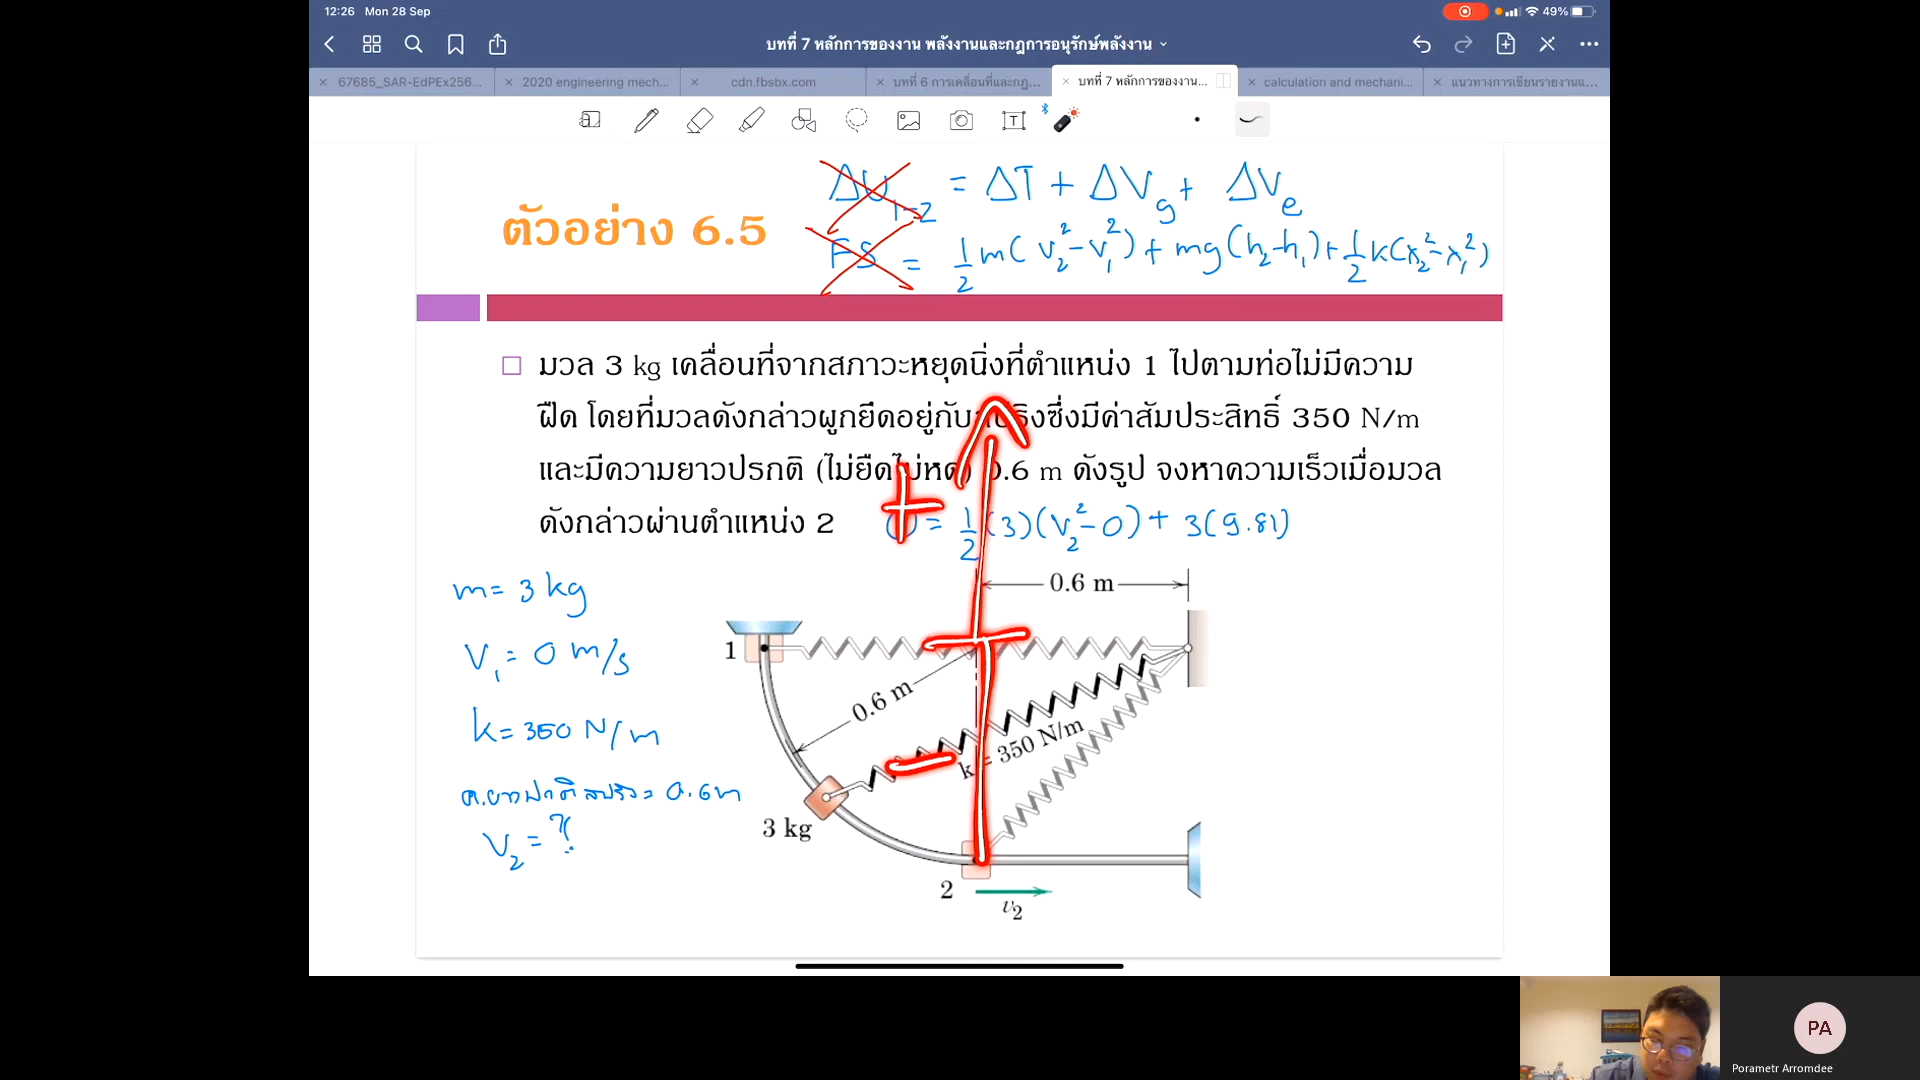 12:26 Mon 28 Sep
49%
บทที่ 7 หลักการของงาน พลังงานและกฎการอนุรักษ์พลังงาน
67685_SAR-EdPEx256...
2020 engineering mech...
cdn.fbsbx.com
บทที่ 6 การเคลื่อนที่และกฎ...
บทที่ 7 หลักการของงาน...
calculation and mechani...
แนวทางการเขียนรายงานแ...
ΔU1-2 = ΔT + ΔVg + ΔVe
ตัวอย่าง 6.5
FS = 1/2 m(v2²-v1²) + mg(h2-h1) + 1/2 k(x2²-x1²)
มวล 3 kg เคลื่อนที่จากสภาวะหยุดนิ่งที่ตำแหน่ง 1 ไปตามท่อไม่มีความ
ฝืด โดยที่มวลดังกล่าวผูกยึดอยู่กับสปริงซึ่งมีค่าสัมประสิทธิ์ 350 N/m
และมีความยาวปรกติ (ไม่ยืดไม่หด) 0.6 m ดังรูป จงหาความเร็วเมื่อมวล
ดังกล่าวผ่านตำแหน่ง 2
0 = 1/2 (3)(v2²-0) + 3(9.81)
+
m = 3 kg
v1 = 0 m/s
k = 350 N/m
v2 = ?
0.6 m
1
0.6 m
k = 350 N/m
3 kg
2
v2
PA
Porametr Arromdee